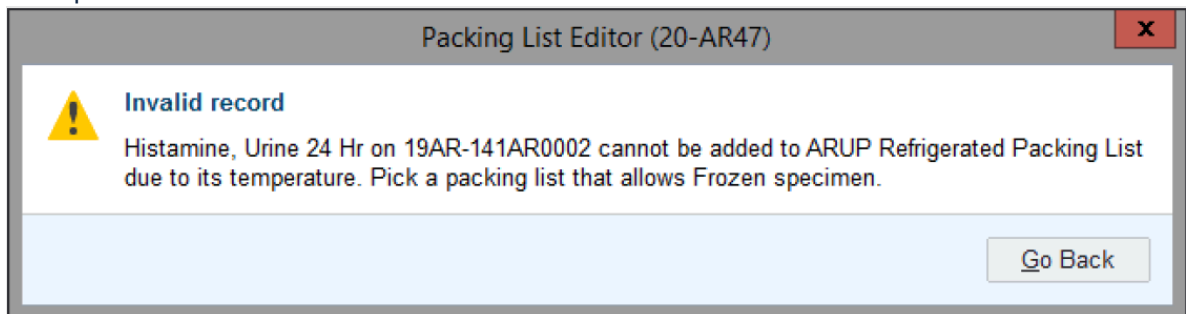 Packing List Editor (20-AR47)
x
Invalid record
Histamine, Urine 24 Hr on 19AR-141AR0002 cannot be added to ARUP Refrigerated Packing List
due to its temperature. Pick a packing list that allows Frozen specimen.
Go Back